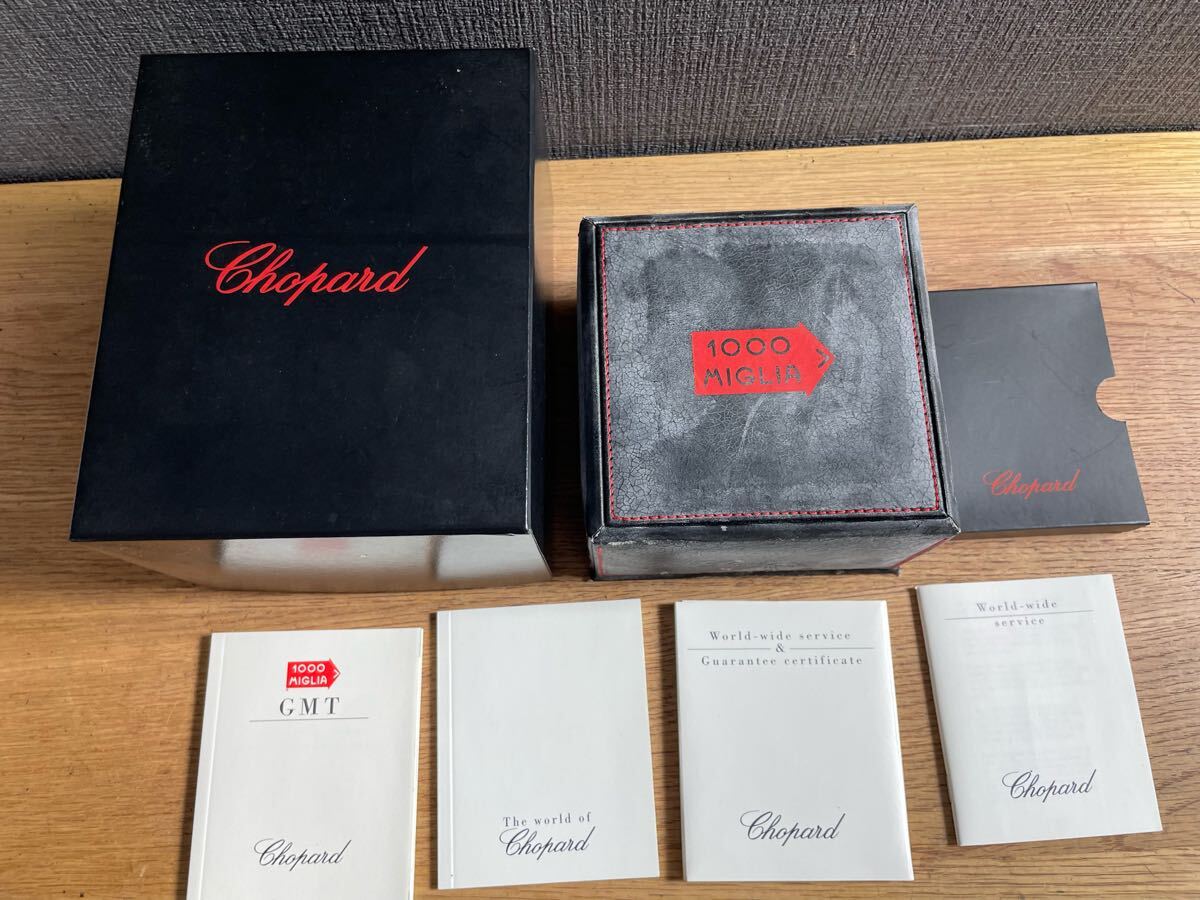 Chopard
1000
MIGLIA
Chopard
1000
MIGLIA
GMT
Chopard
The world of
Chopard
World-wide service
&
Guarantee certificate
Chopard
World-wide
service
Chopard